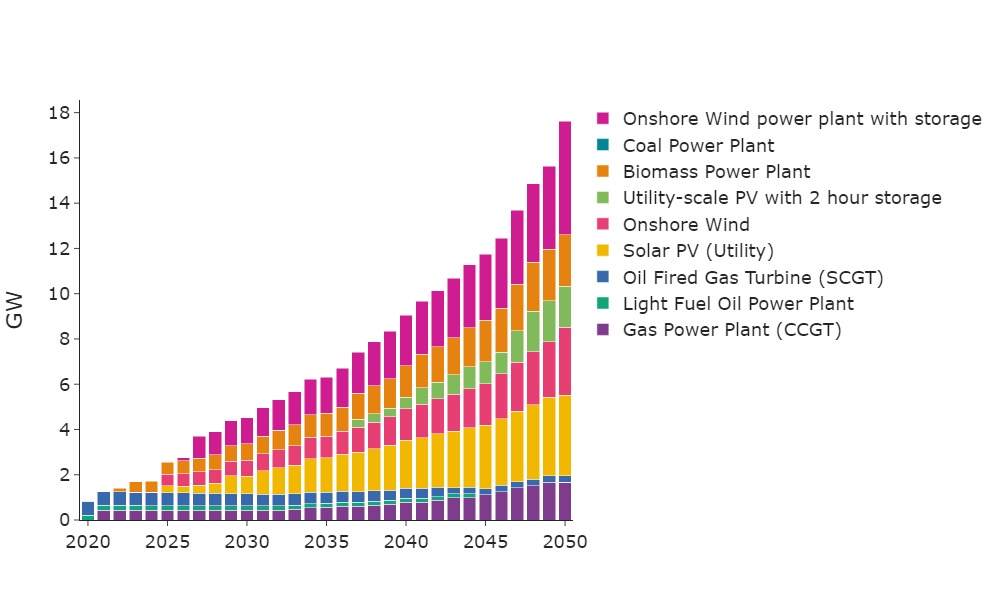 GW
18
16
14
12
10
8
6
4
2
0
2020 2025 2030 2035 2040 2045 2050
Onshore Wind power plant with storage
Coal Power Plant
Biomass Power Plant
Utility-scale PV with 2 hour storage
Onshore Wind
Solar PV (Utility)
Oil Fired Gas Turbine (SCGT)
Light Fuel Oil Power Plant
Gas Power Plant (CCGT)